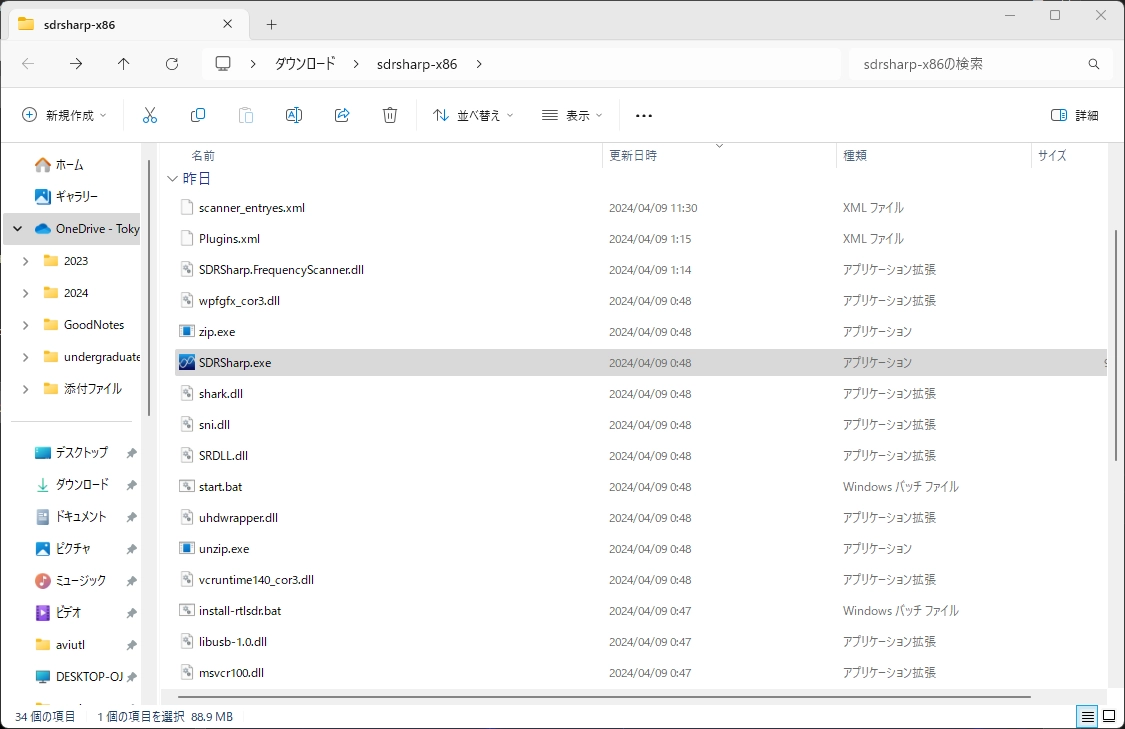 sdrsharp-x86
ダウンロード
sdrsharp-x86
sdrsharp-x86の検索
新規作成
並べ替え
表示
詳細
ホーム
ギャラリー
OneDrive - Toky
2023
2024
GoodNotes
undergraduate
添付ファイル
デスクトップ
ダウンロード
ドキュメント
ピクチャ
ミュージック
ビデオ
aviutl
DESKTOP-OJ
名前 更新日時 種類 サイズ
昨日
scanner_entryes.xml 2024/04/09 11:30 XML ファイル
Plugins.xml 2024/04/09 1:15 XML ファイル
SDRSharp.FrequencyScanner.dll 2024/04/09 1:14 アプリケーション拡張
wpfgfx_cor3.dll 2024/04/09 0:48 アプリケーション拡張
zip.exe 2024/04/09 0:48 アプリケーション
SDRSharp.exe 2024/04/09 0:48 アプリケーション
shark.dll 2024/04/09 0:48 アプリケーション拡張
sni.dll 2024/04/09 0:48 アプリケーション拡張
SRDLL.dll 2024/04/09 0:48 アプリケーション拡張
start.bat 2024/04/09 0:48 Windows バッチ ファイル
uhdwrapper.dll 2024/04/09 0:48 アプリケーション拡張
unzip.exe 2024/04/09 0:48 アプリケーション
vcruntime140_cor3.dll 2024/04/09 0:48 アプリケーション拡張
install-rtlsdr.bat 2024/04/09 0:47 Windows バッチ ファイル
libusb-1.0.dll 2024/04/09 0:47 アプリケーション拡張
msvcr100.dll 2024/04/09 0:47 アプリケーション拡張
34 個の項目 1 個の項目を選択 88.9 MB